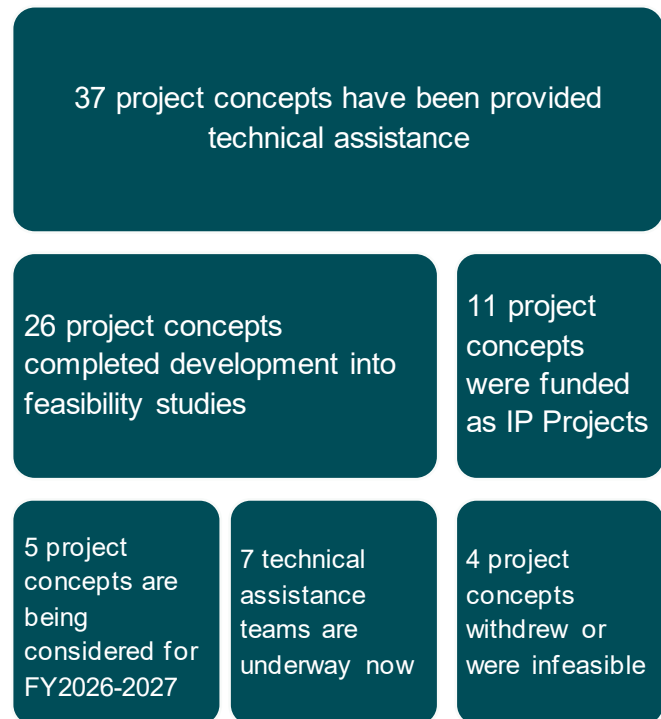 37 project concepts have been provided
technical assistance
26 project concepts
completed development into
feasibility studies
11 project
concepts
were funded
as IP Projects
5 project
concepts are
being
considered for
FY2026-2027
7 technical
assistance
teams are
underway now
4 project
concepts
withdrew or
were infeasible